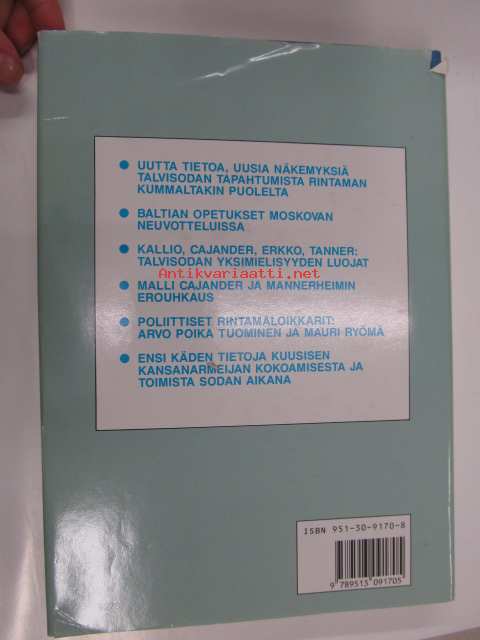 ● UUTTA TIETOA, UUSIA NÄKEMYKSIÄ
TALVISODAN TAPAHTUMISTA RINTAMAN
KUMMALTAKIN PUOLELTA
● BALTIAN OPETUKSET MOSKOVAN
NEUVOTTELUISSA
● KALLIO, CAJANDER, ERKKO, TANNER:
TALVISODAN YKSIMIELISYYDEN LUOJAT
Antikvariaatti.net
● MALLI CAJANDER JA MANNERHEIMIN
EROUHKAUS
● POLIITTISET RINTAMALOIKKARIT:
ARVO POIKA TUOMINEN JA MAURI RYÖMÄ
● ENSI KÄDEN TIETOJA KUUSISEN
KANSANARMEIJAN KOKOAMISESTA JA
TOIMISTA SODAN AIKANA
ISBN 951-30-9170-8
9 789513 091705